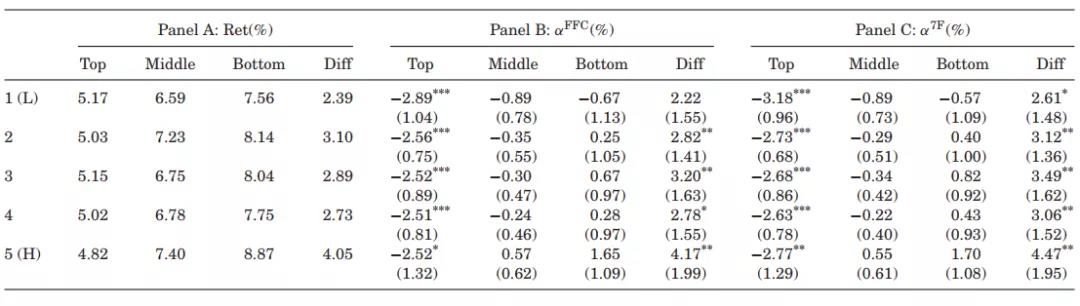 Panel A: Ret(%) Panel B: α^FFC(%) Panel C: α^7F(%)
Top Middle Bottom Diff Top Middle Bottom Diff Top Middle Bottom Diff
1 (L) 5.17 6.59 7.56 2.39 −2.89*** −0.89 −0.67 2.22 −3.18*** −0.89 −0.57 2.61*
(1.04) (0.78) (1.13) (1.55) (0.96) (0.73) (1.09) (1.48)
2 5.03 7.23 8.14 3.10 −2.56*** −0.35 0.25 2.82** −2.73*** −0.29 0.40 3.12**
(0.75) (0.55) (1.05) (1.41) (0.68) (0.51) (1.00) (1.36)
3 5.15 6.75 8.04 2.89 −2.52*** −0.30 0.67 3.20** −2.68*** −0.34 0.82 3.49**
(0.89) (0.47) (0.97) (1.63) (0.86) (0.42) (0.92) (1.62)
4 5.02 6.78 7.75 2.73 −2.51*** −0.24 0.28 2.78* −2.63*** −0.22 0.43 3.06**
(0.81) (0.46) (0.97) (1.55) (0.78) (0.40) (0.93) (1.52)
5 (H) 4.82 7.40 8.87 4.05 −2.52* 0.57 1.65 4.17** −2.77** 0.55 1.70 4.47**
(1.32) (0.62) (1.09) (1.99) (1.29) (0.61) (1.08) (1.95)